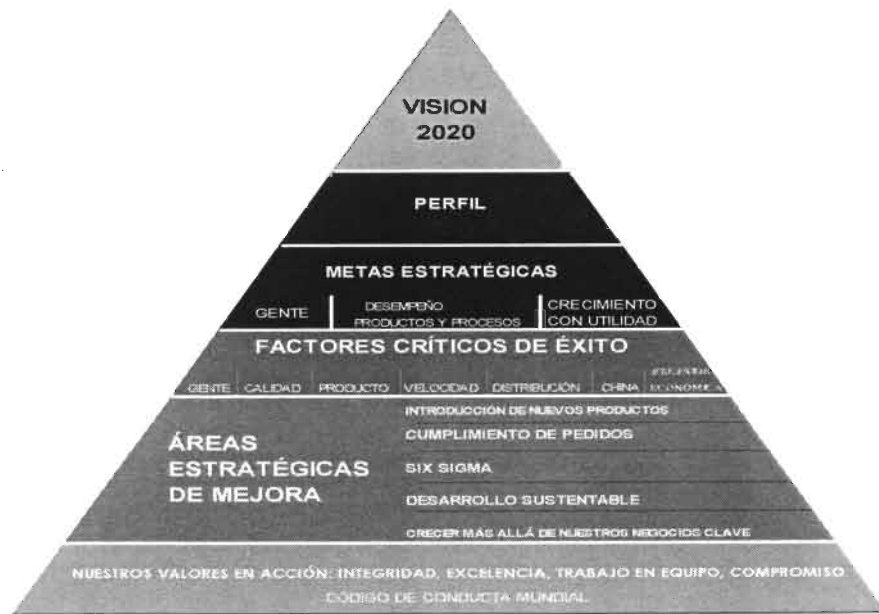 VISION
2020
PERFIL
METAS ESTRATÉGICAS
GENTE
DESEMPEÑO
PRODUCTOS Y PROCESOS
CRECIMIENTO
CON UTILIDAD
FACTORES CRÍTICOS DE ÉXITO
GENTE CALIDAD PRODUCTO VELOCIDAD DISTRIBUCIÓN CHINA
ÁREAS
ESTRATÉGICAS
DE MEJORA
INTRODUCCIÓN DE NUEVOS PRODUCTOS
CUMPLIMIENTO DE PEDIDOS
SIX SIGMA
DESARROLLO SUSTENTABLE
CRECER MÁS ALLÁ DE NUESTROS NEGOCIOS CLAVE
NUESTROS VALORES EN ACCIÓN: INTEGRIDAD, EXCELENCIA, TRABAJO EN EQUIPO, COMPROMISO
CÓDIGO DE CONDUCTA MUNDIAL